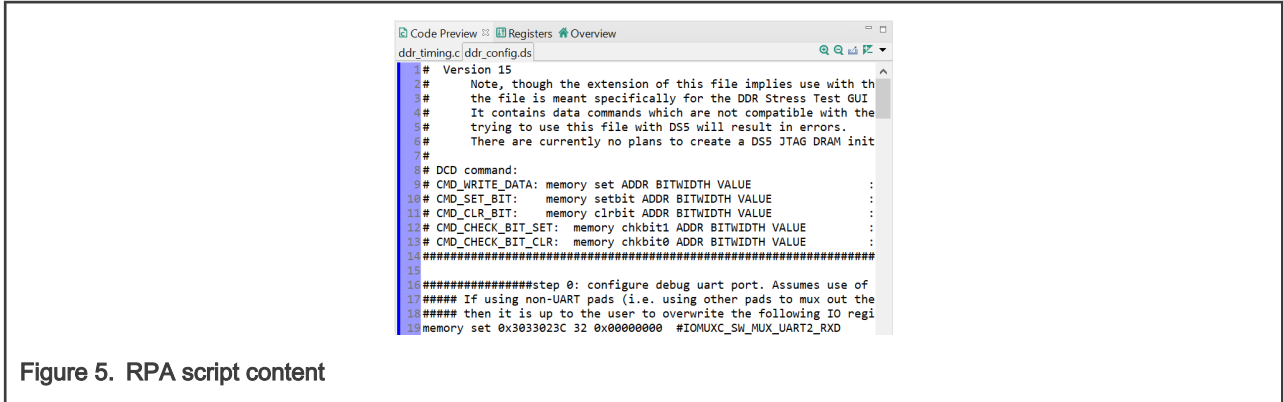 Code Preview Registers Overview
ddr_timing.c ddr_config.ds
1 # Version 15
2 # Note, though the extension of this file implies use with th
3 # the file is meant specifically for the DDR Stress Test GUI
4 # It contains data commands which are not compatible with the
5 # trying to use this file with DS5 will result in errors.
6 # There are currently no plans to create a DS5 JTAG DRAM init
7 #
8 # DCD command:
9 # CMD_WRITE_DATA: memory set ADDR BITWIDTH VALUE :
10 # CMD_SET_BIT: memory setbit ADDR BITWIDTH VALUE :
11 # CMD_CLR_BIT: memory clrbit ADDR BITWIDTH VALUE :
12 # CMD_CHECK_BIT_SET: memory chkbit1 ADDR BITWIDTH VALUE :
13 # CMD_CHECK_BIT_CLR: memory chkbit0 ADDR BITWIDTH VALUE :
14 ##################################################################
15
16 ################step 0: configure debug uart port. Assumes use of
17 ##### If using non-UART pads (i.e. using other pads to mux out the
18 ##### then it is up to the user to overwrite the following IO regi
19 memory set 0x3033023C 32 0x00000000 #IOMUXC_SW_MUX_UART2_RXD
Figure 5. RPA script content